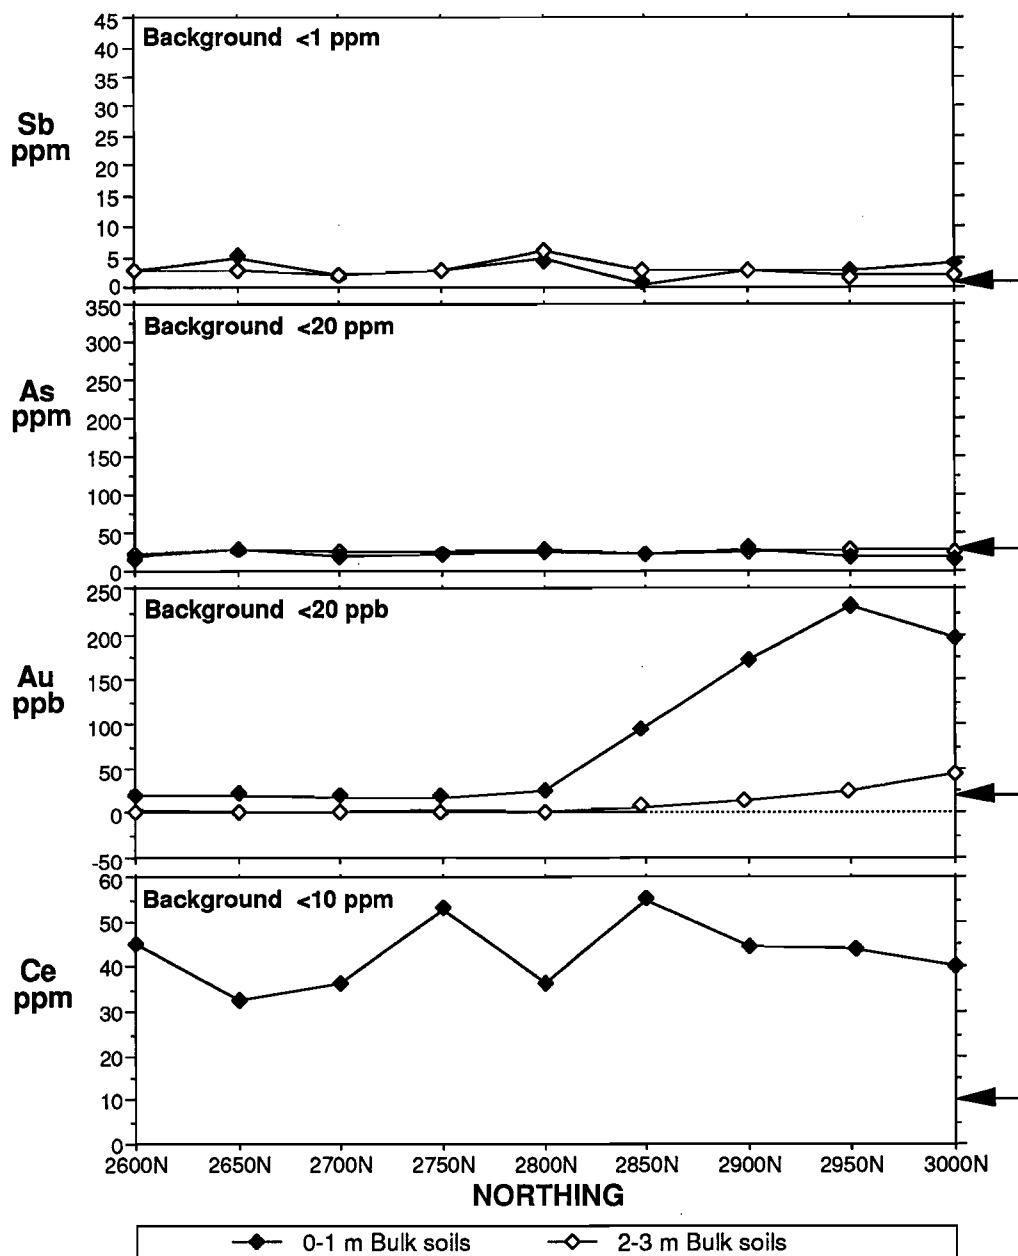 Background <1 ppm
Sb
ppm
45
40
35
30
25
20
15
10
5
0
Background <20 ppm
As
ppm
350
300
250
200
150
100
50
0
Background <20 ppb
Au
ppb
250
200
150
100
50
0
-50
Background <10 ppm
Ce
ppm
60
50
40
30
20
10
0
2600N 2650N 2700N 2750N 2800N 2850N 2900N 2950N 3000N
NORTHING
0-1 m Bulk soils 2-3 m Bulk soils